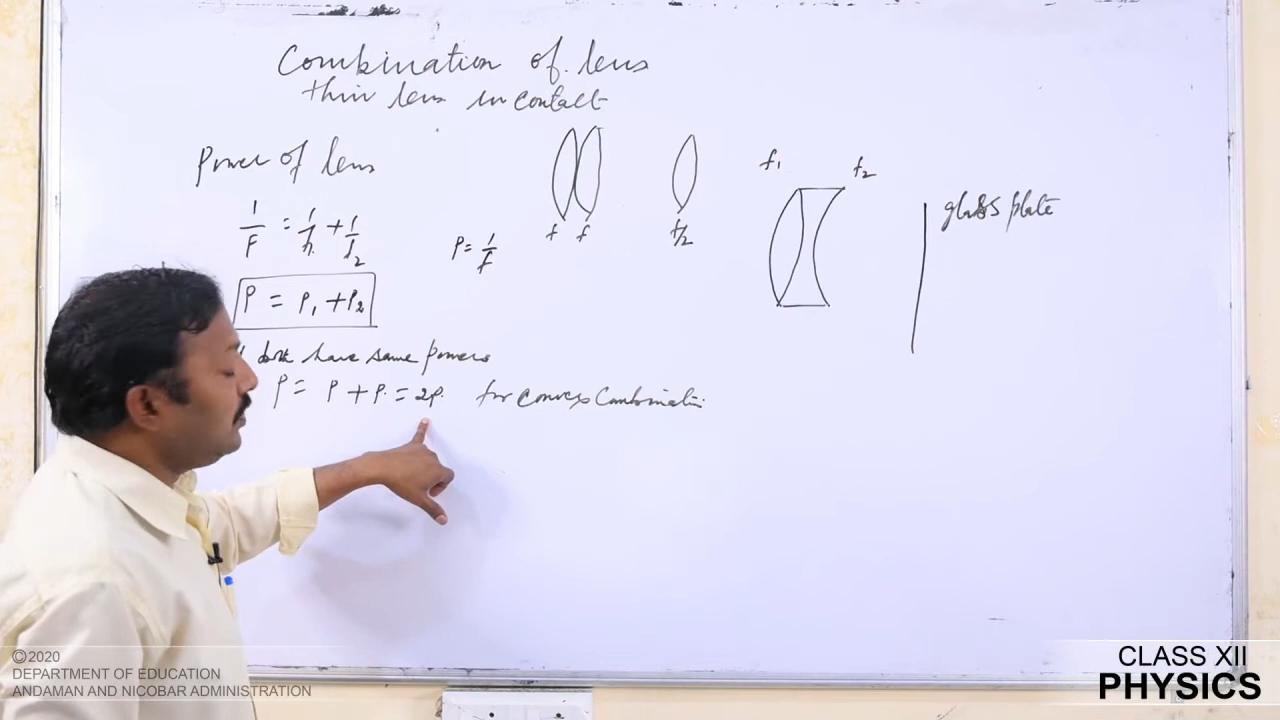 Combination of lens
thin lens in contact
Power of lens
1/F = 1/f₁ + 1/f₂
P = P₁ + P₂
P = 1/f
f f
f/2
f₁ f₂
glass plate
have same powers
P = P + P = 2P. for convex Combination
©2020
DEPARTMENT OF EDUCATION
ANDAMAN AND NICOBAR ADMINISTRATION
CLASS XII
PHYSICS